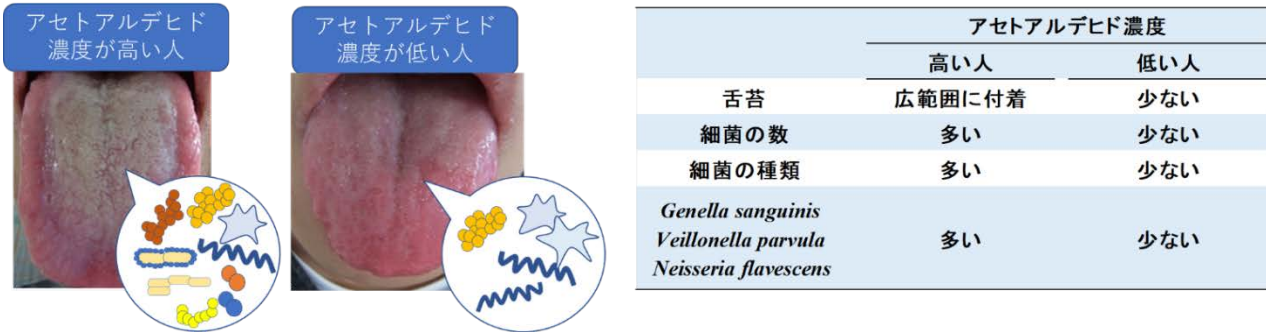 アセトアルデヒド
濃度が高い人
アセトアルデヒド
濃度が低い人
アセトアルデヒド濃度
高い人 低い人
舌苔 広範囲に付着 少ない
細菌の数 多い 少ない
細菌の種類 多い 少ない
Genella sanguinis
Veillonella parvula 多い 少ない
Neisseria flavescens